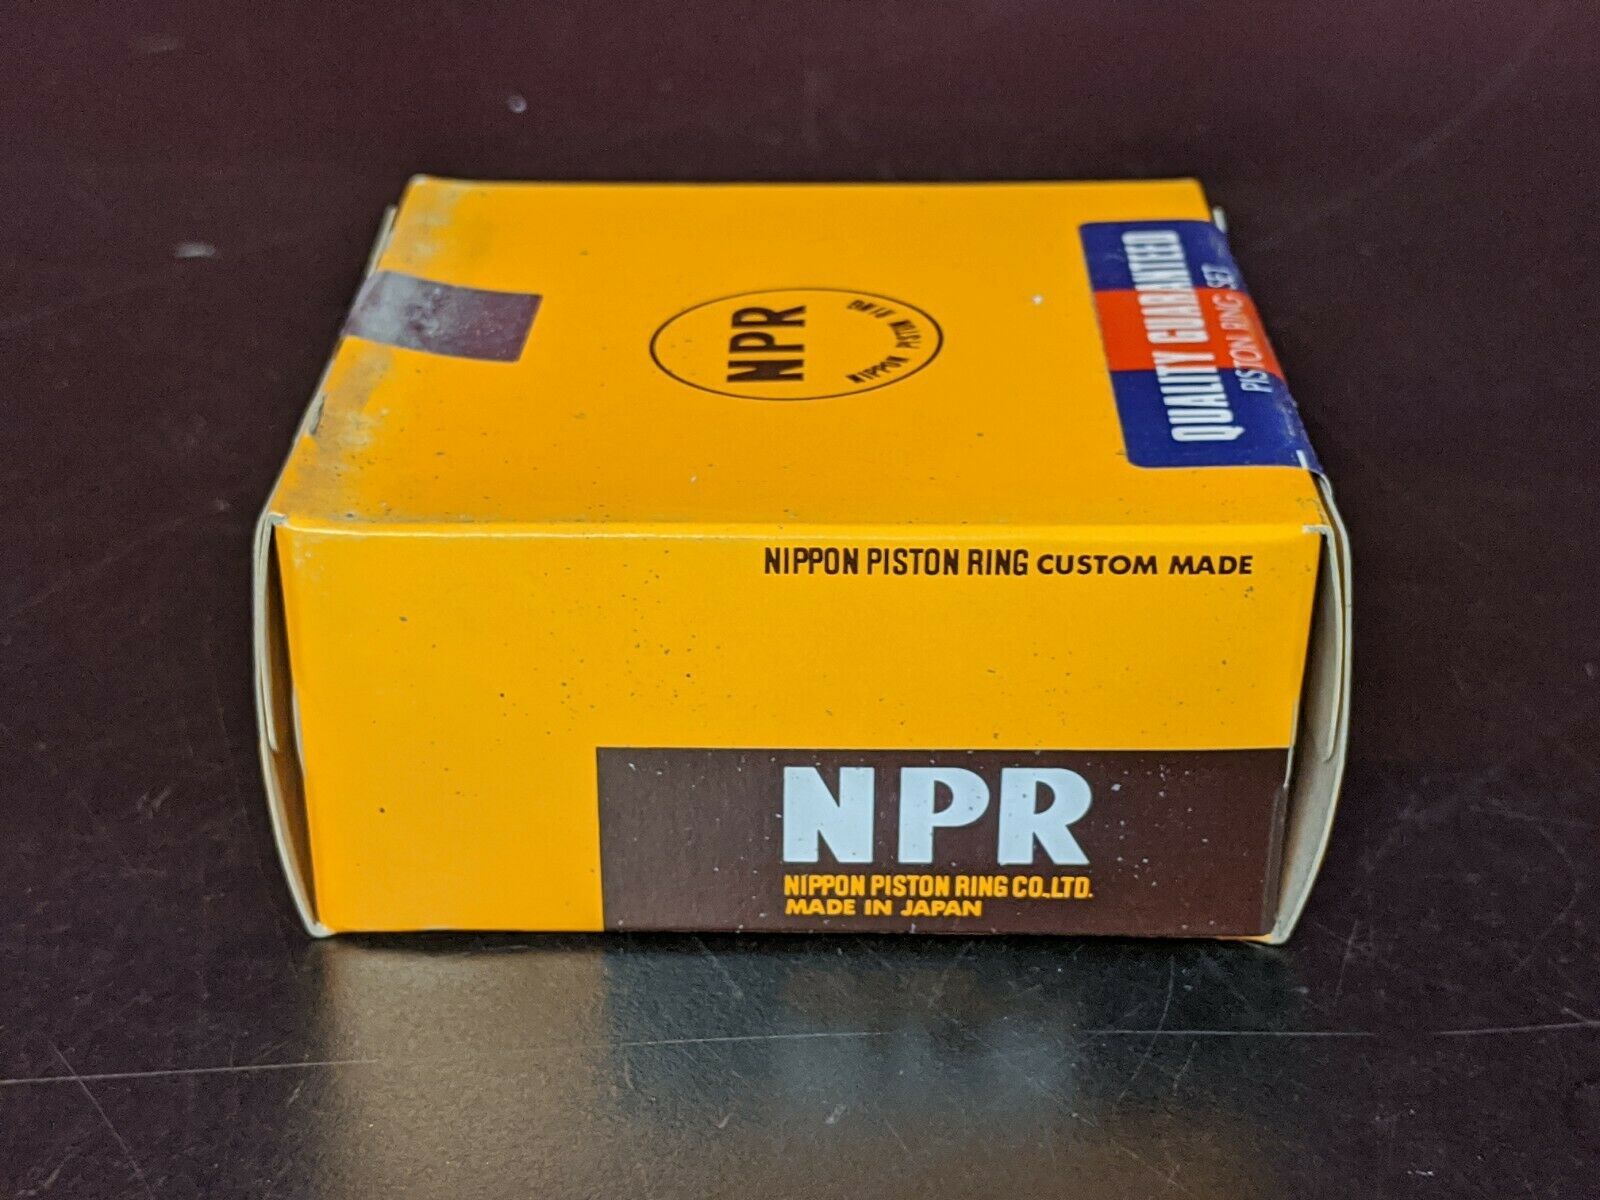 NPR
NIPPON PISTON RING
QUALITY GUARANTEED
PISTON RING SET
NIPPON PISTON RING CUSTOM MADE
NPR
NIPPON PISTON RING CO.,LTD.
MADE IN JAPAN